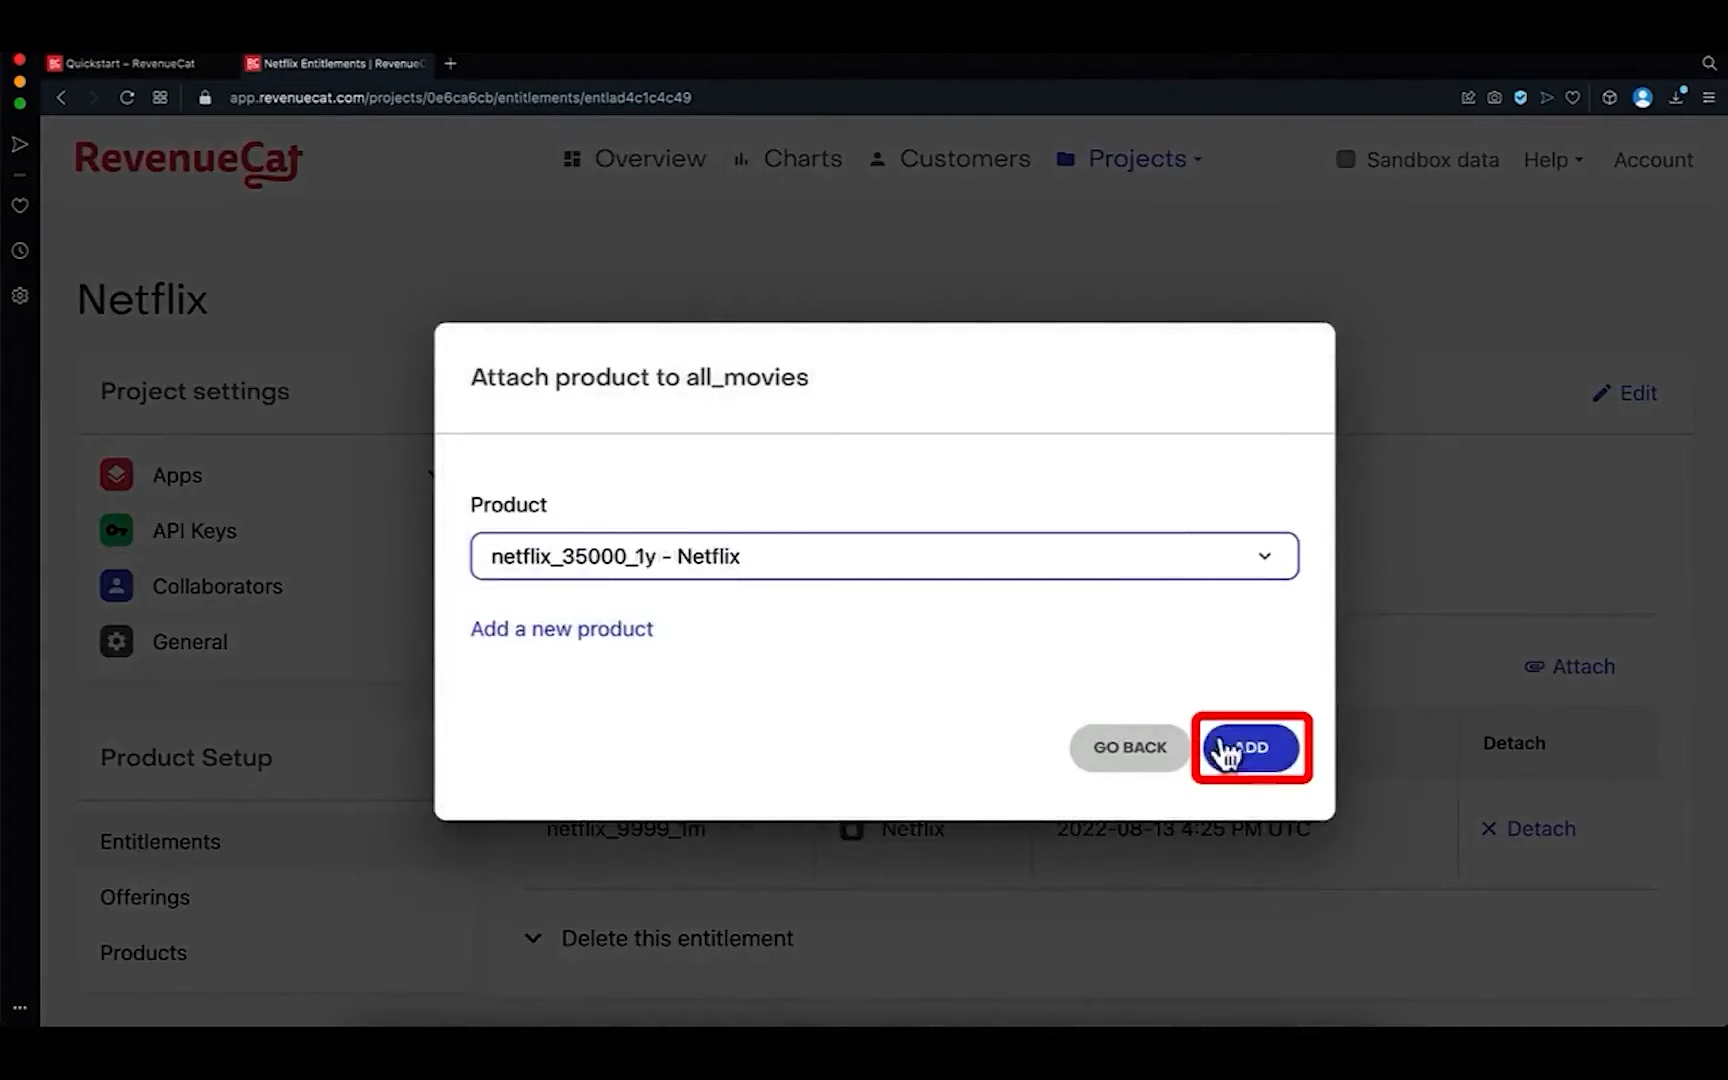 Quickstart – RevenueCat
Netflix Entitlements | RevenueC
app.revenuecat.com/projects/0e6ca6cb/entitlements/entlad4c1c4c49
RevenueCat
Overview
Charts
Customers
Projects
Sandbox data
Help
Account
Netflix
Project settings
Edit
Apps
API Keys
Collaborators
General
Attach product to all_movies
Product
netflix_35000_1y - Netflix
Add a new product
GO BACK
ADD
Attach
Detach
Product Setup
netflix_9999_1m
Netflix
2022-08-13 4:25 PM UTC
Detach
Entitlements
Offerings
Products
Delete this entitlement